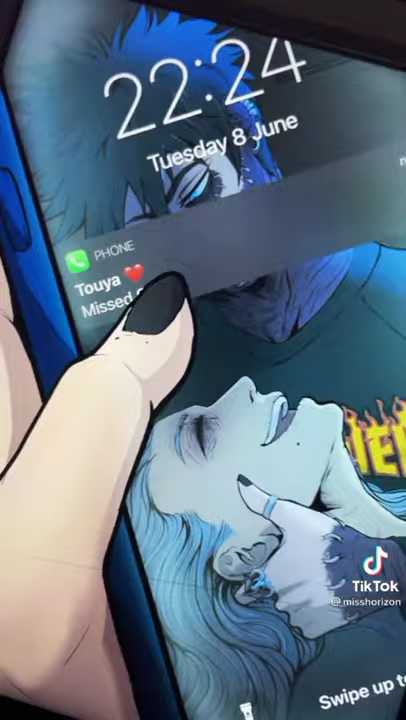 22:24
Tuesday 8 June
PHONE
Touya ❤️
Missed
Swipe up to
TikTok
@misshorizon